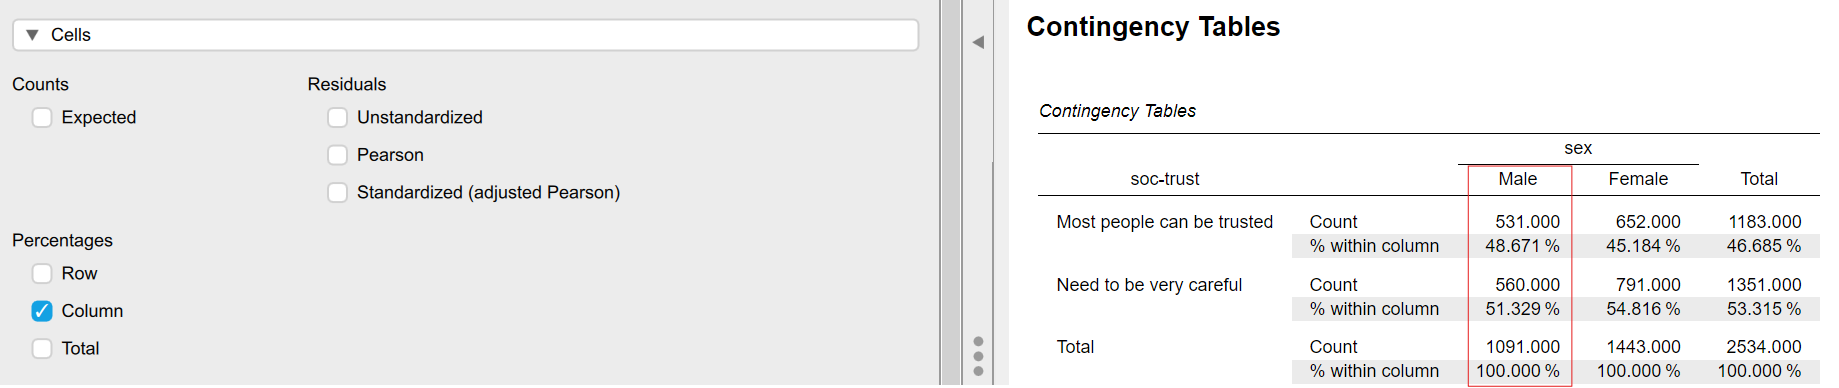 ▼ Cells
Counts
Expected
Residuals
Unstandardized
Pearson
Standardized (adjusted Pearson)
Percentages
Row
Column
Total
Contingency Tables
Contingency Tables
sex
soc-trust Male Female Total
Most people can be trusted Count 531.000 652.000 1183.000
% within column 48.671 % 45.184 % 46.685 %
Need to be very careful Count 560.000 791.000 1351.000
% within column 51.329 % 54.816 % 53.315 %
Total Count 1091.000 1443.000 2534.000
% within column 100.000 % 100.000 % 100.000 %